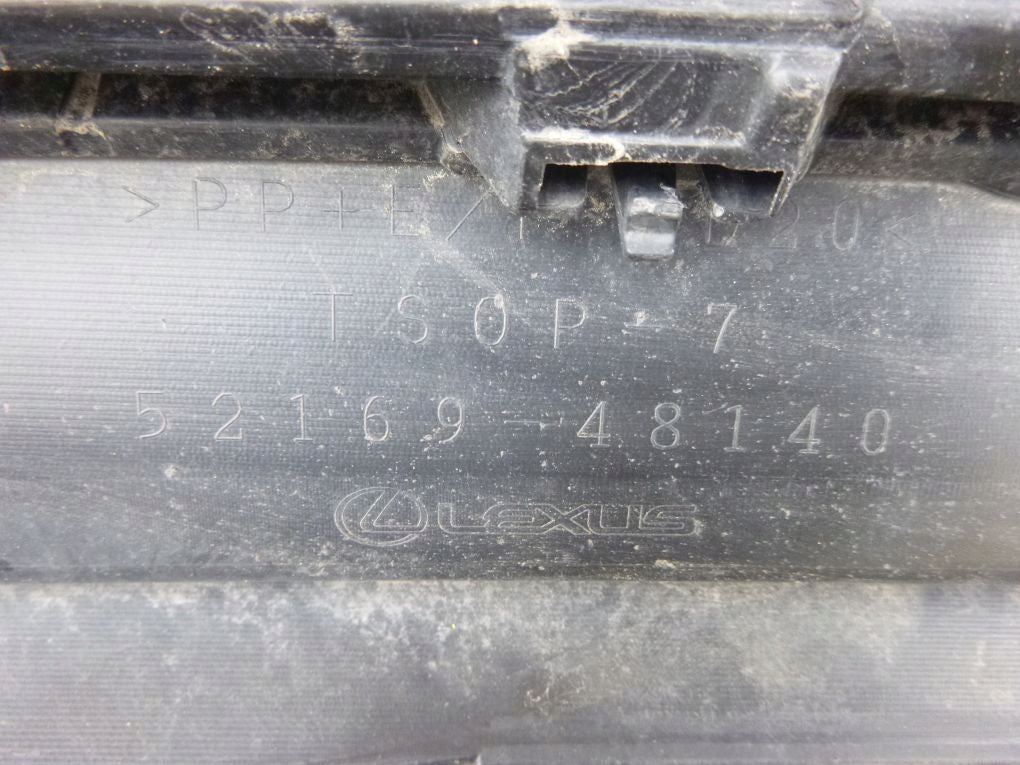 >PP+E/ 20<
TSOP-7
52169-48140
LEXUS